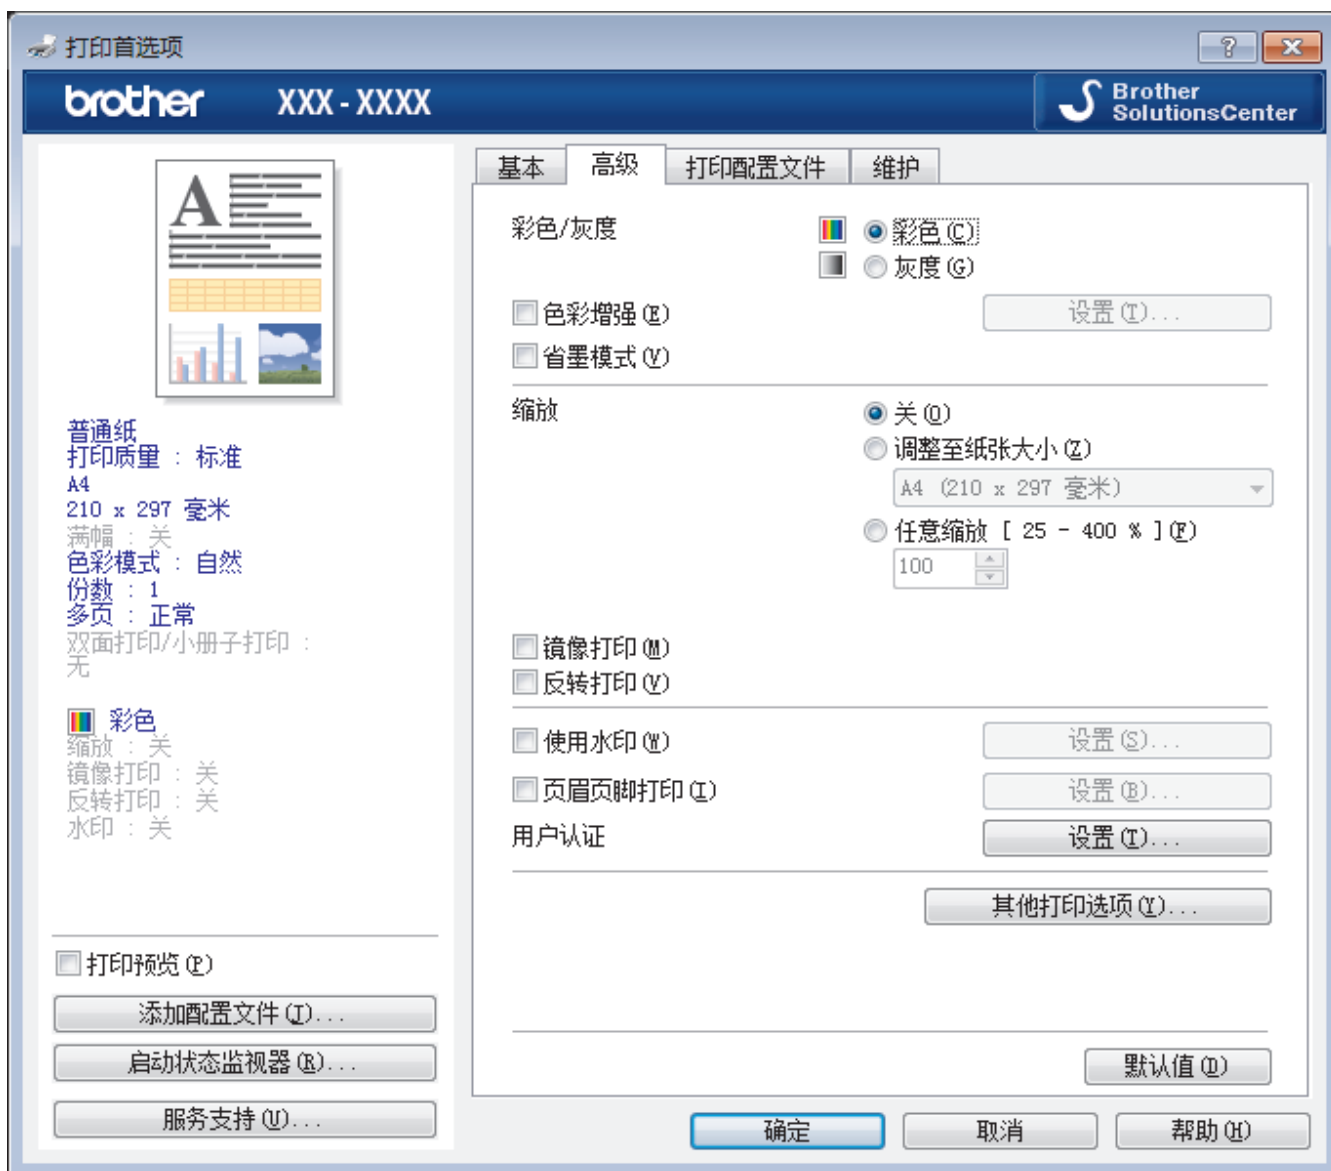 打印首选项
brother XXX - XXXX
Brother
SolutionsCenter
A
普通纸
打印质量 : 标准
A4
210 x 297 毫米
满幅 : 关
色彩模式 : 自然
份数 : 1
多页 : 正常
双面打印/小册子打印 :
无
彩色
缩放 : 关
镜像打印 : 关
反转打印 : 关
水印 : 关
打印预览(P)
添加配置文件(J)...
启动状态监视器(R)...
服务支持(U)...
基本 高级 打印配置文件 维护
彩色/灰度 彩色(C)
灰度(G)
色彩增强(E) 设置(T)...
省墨模式(V)
缩放 关(O)
调整至纸张大小(Z)
A4 (210 x 297 毫米)
任意缩放 [ 25 - 400 % ](F)
100
镜像打印(M)
反转打印(V)
使用水印(W) 设置(S)...
页眉页脚打印(I) 设置(B)...
用户认证 设置(T)...
其他打印选项(Y)...
默认值(D)
确定 取消 帮助(H)